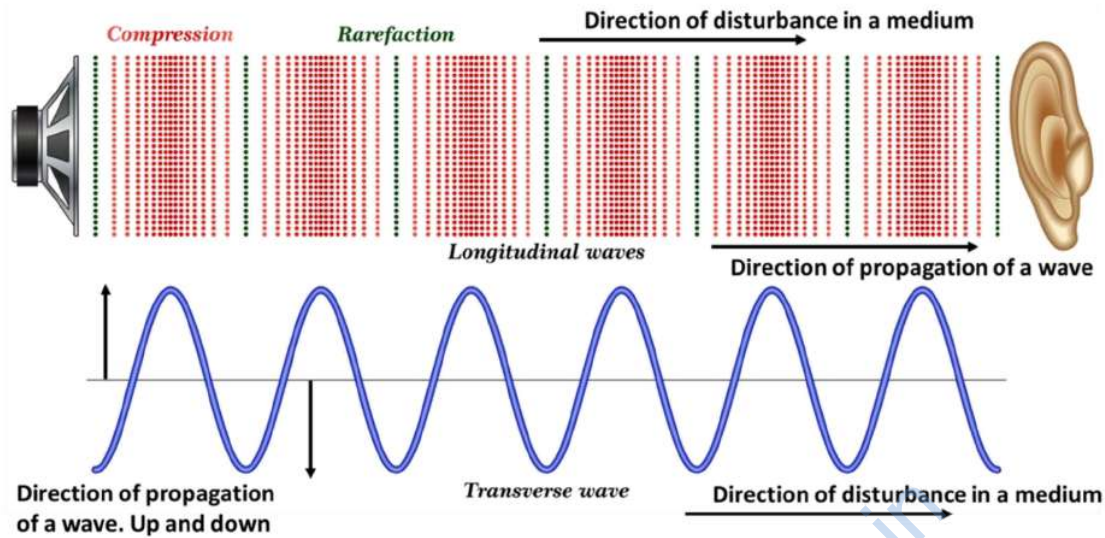 Direction of disturbance in a medium
Compression
Rarefaction
Longitudinal waves
Direction of propagation of a wave
Direction of propagation
of a wave. Up and down
Transverse wave
Direction of disturbance in a medium
in